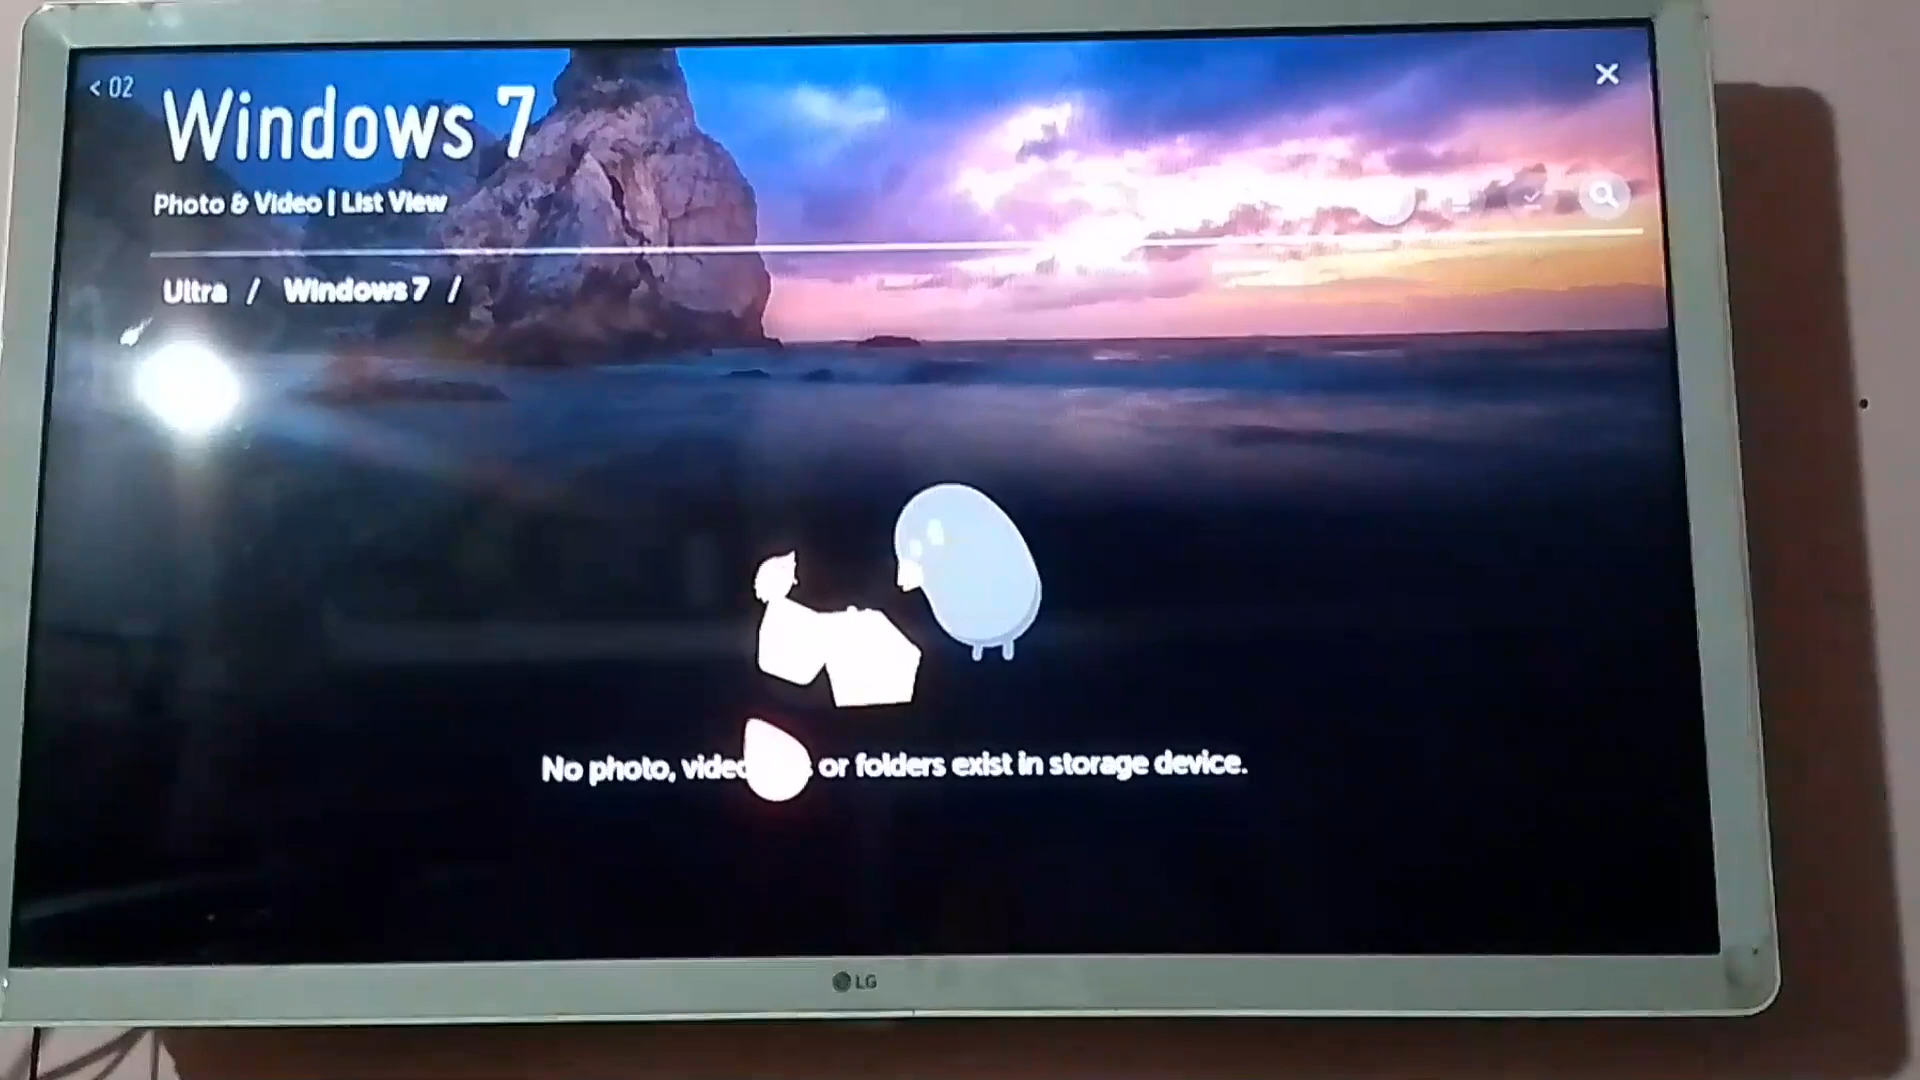 < 02
Windows 7
Photo & Video | List View
Ultra / Windows 7 /
No photo, video or folders exist in storage device.
LG